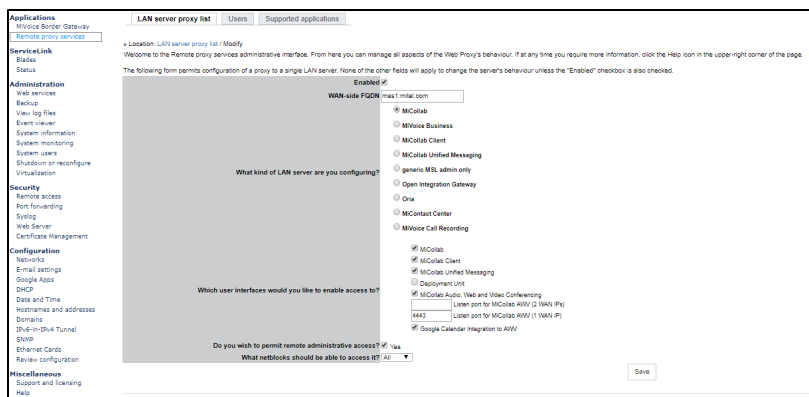 Applications
MiVoice Border Gateway
Remote proxy services
ServiceLink
Blades
Status
Administration
Web services
Backup
View log files
Event viewer
System information
System monitoring
System users
Shutdown or reconfigure
Virtualization
Security
Remote access
Port forwarding
Syslog
Web Server
Certificate Management
Configuration
Networks
E-mail settings
Google Apps
DHCP
Date and Time
Hostnames and addresses
Domains
IPv6-in-IPv4 Tunnel
SNMP
Ethernet Cards
Review configuration
Miscellaneous
Support and licensing
Help
LAN server proxy list Users Supported applications
Location: LAN server proxy list / Modify
Welcome to the Remote proxy services administrative interface. From here you can manage all aspects of the Web Proxy's behaviour. If at any time you require more information, click the Help icon in the upper-right corner of the page.
The following form permits configuration of a proxy to a single LAN server. None of the other fields will apply to change the server's behaviour unless the "Enabled" checkbox is also checked.
Enabled
WAN-side FQDN mas1.mitel.com
What kind of LAN server are you configuring?
MiCollab
MiVoice Business
MiCollab Client
MiCollab Unified Messaging
generic MSL admin only
Open Integration Gateway
Oria
MiContact Center
MiVoice Call Recording
Which user interfaces would you like to enable access to?
MiCollab
MiCollab Client
MiCollab Unified Messaging
Deployment Unit
MiCollab Audio, Web and Video Conferencing
Listen port for MiCollab AWV (2 WAN IPs)
4443 Listen port for MiCollab AWV (1 WAN IP)
Google Calendar Integration to AWV
Do you wish to permit remote administrative access? Yes
What netblocks should be able to access it? All
Save